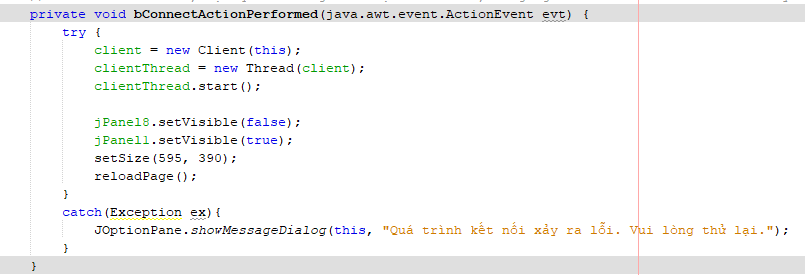 private void bConnectActionPerformed(java.awt.event.ActionEvent evt) {
    try {
        client = new Client(this);
        clientThread = new Thread(client);
        clientThread.start();

        jPanel8.setVisible(false);
        jPanel1.setVisible(true);
        setSize(595, 390);
        reloadPage();
    }
    catch(Exception ex){
        JOptionPane.showMessageDialog(this, "Quá trình kết nối xảy ra lỗi. Vui lòng thử lại.");
    }
}